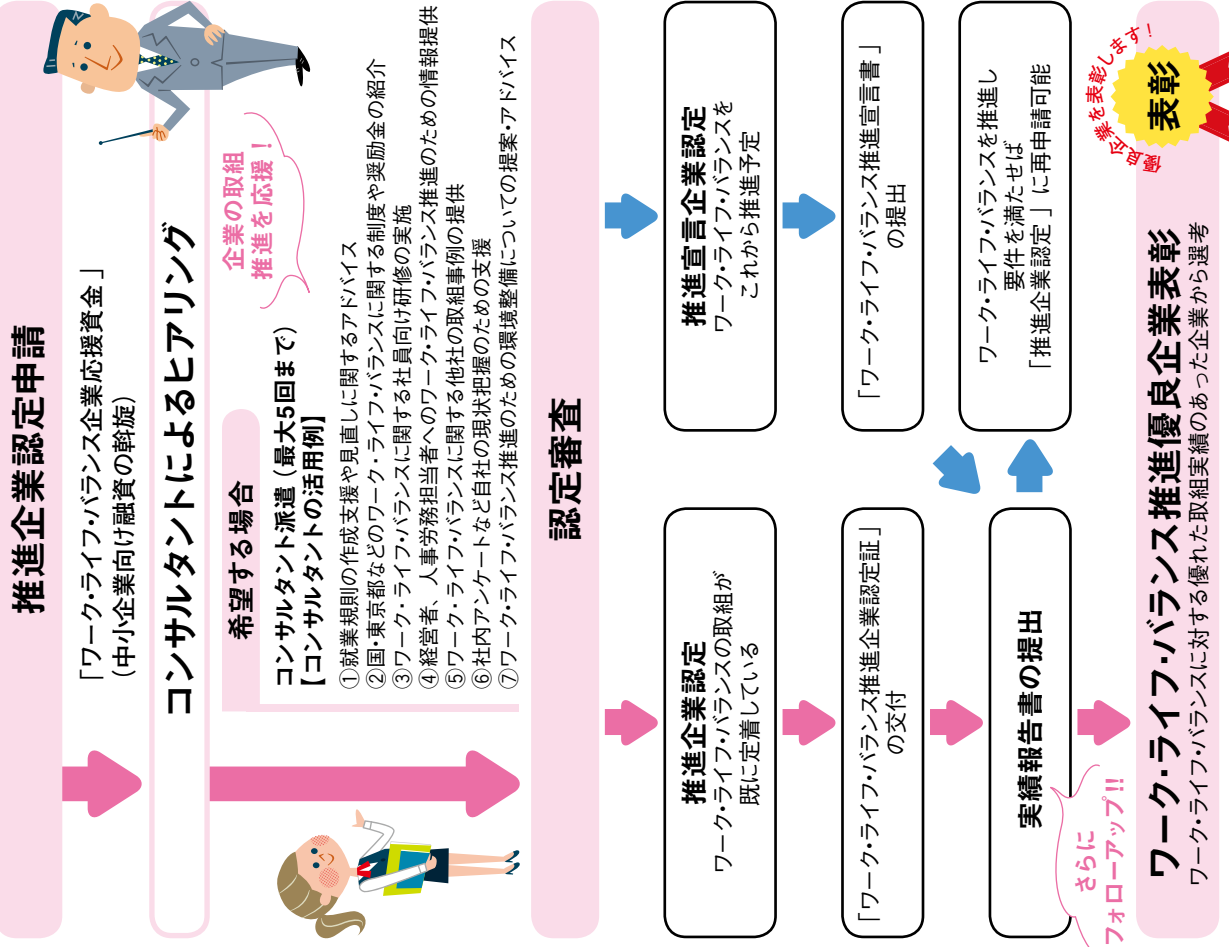 推進企業認定申請
「ワーク・ライフ・バランス企業応援資金」
(中小企業向け融資の斡旋)
コンサルタントによるヒアリング
希望する場合
企業の取組
推進を応援!
コンサルタント派遣(最大5回まで)
【コンサルタントの活用例】
①就業規則の作成支援や見直しに関するアドバイス
②国・東京都などのワーク・ライフ・バランスに関する制度や奨励金の紹介
③ワーク・ライフ・バランスに関する社員向け研修の実施
④経営者、人事労務担当者へのワーク・ライフ・バランス推進のための情報提供
⑤ワーク・ライフ・バランスに関する他社の取組事例の提供
⑥社内アンケートなど自社の現状把握のための支援
⑦ワーク・ライフ・バランス推進のための環境整備についての提案・アドバイス
認定審査
推進企業認定
ワーク・ライフ・バランスの取組が
既に定着している
推進宣言企業認定
ワーク・ライフ・バランスを
これから推進予定
「ワーク・ライフ・バランス推進企業認定証」
の交付
「ワーク・ライフ・バランス推進宣言書」
の提出
実績報告書の提出
ワーク・ライフ・バランスを推進し
要件を満たせば
「推進企業認定」に再申請可能
さらに
フォローアップ!!
ワーク・ライフ・バランス推進優良企業表彰
ワーク・ライフ・バランスに対する優れた取組実績のあった企業から選考
優良企業を表彰します!
表彰